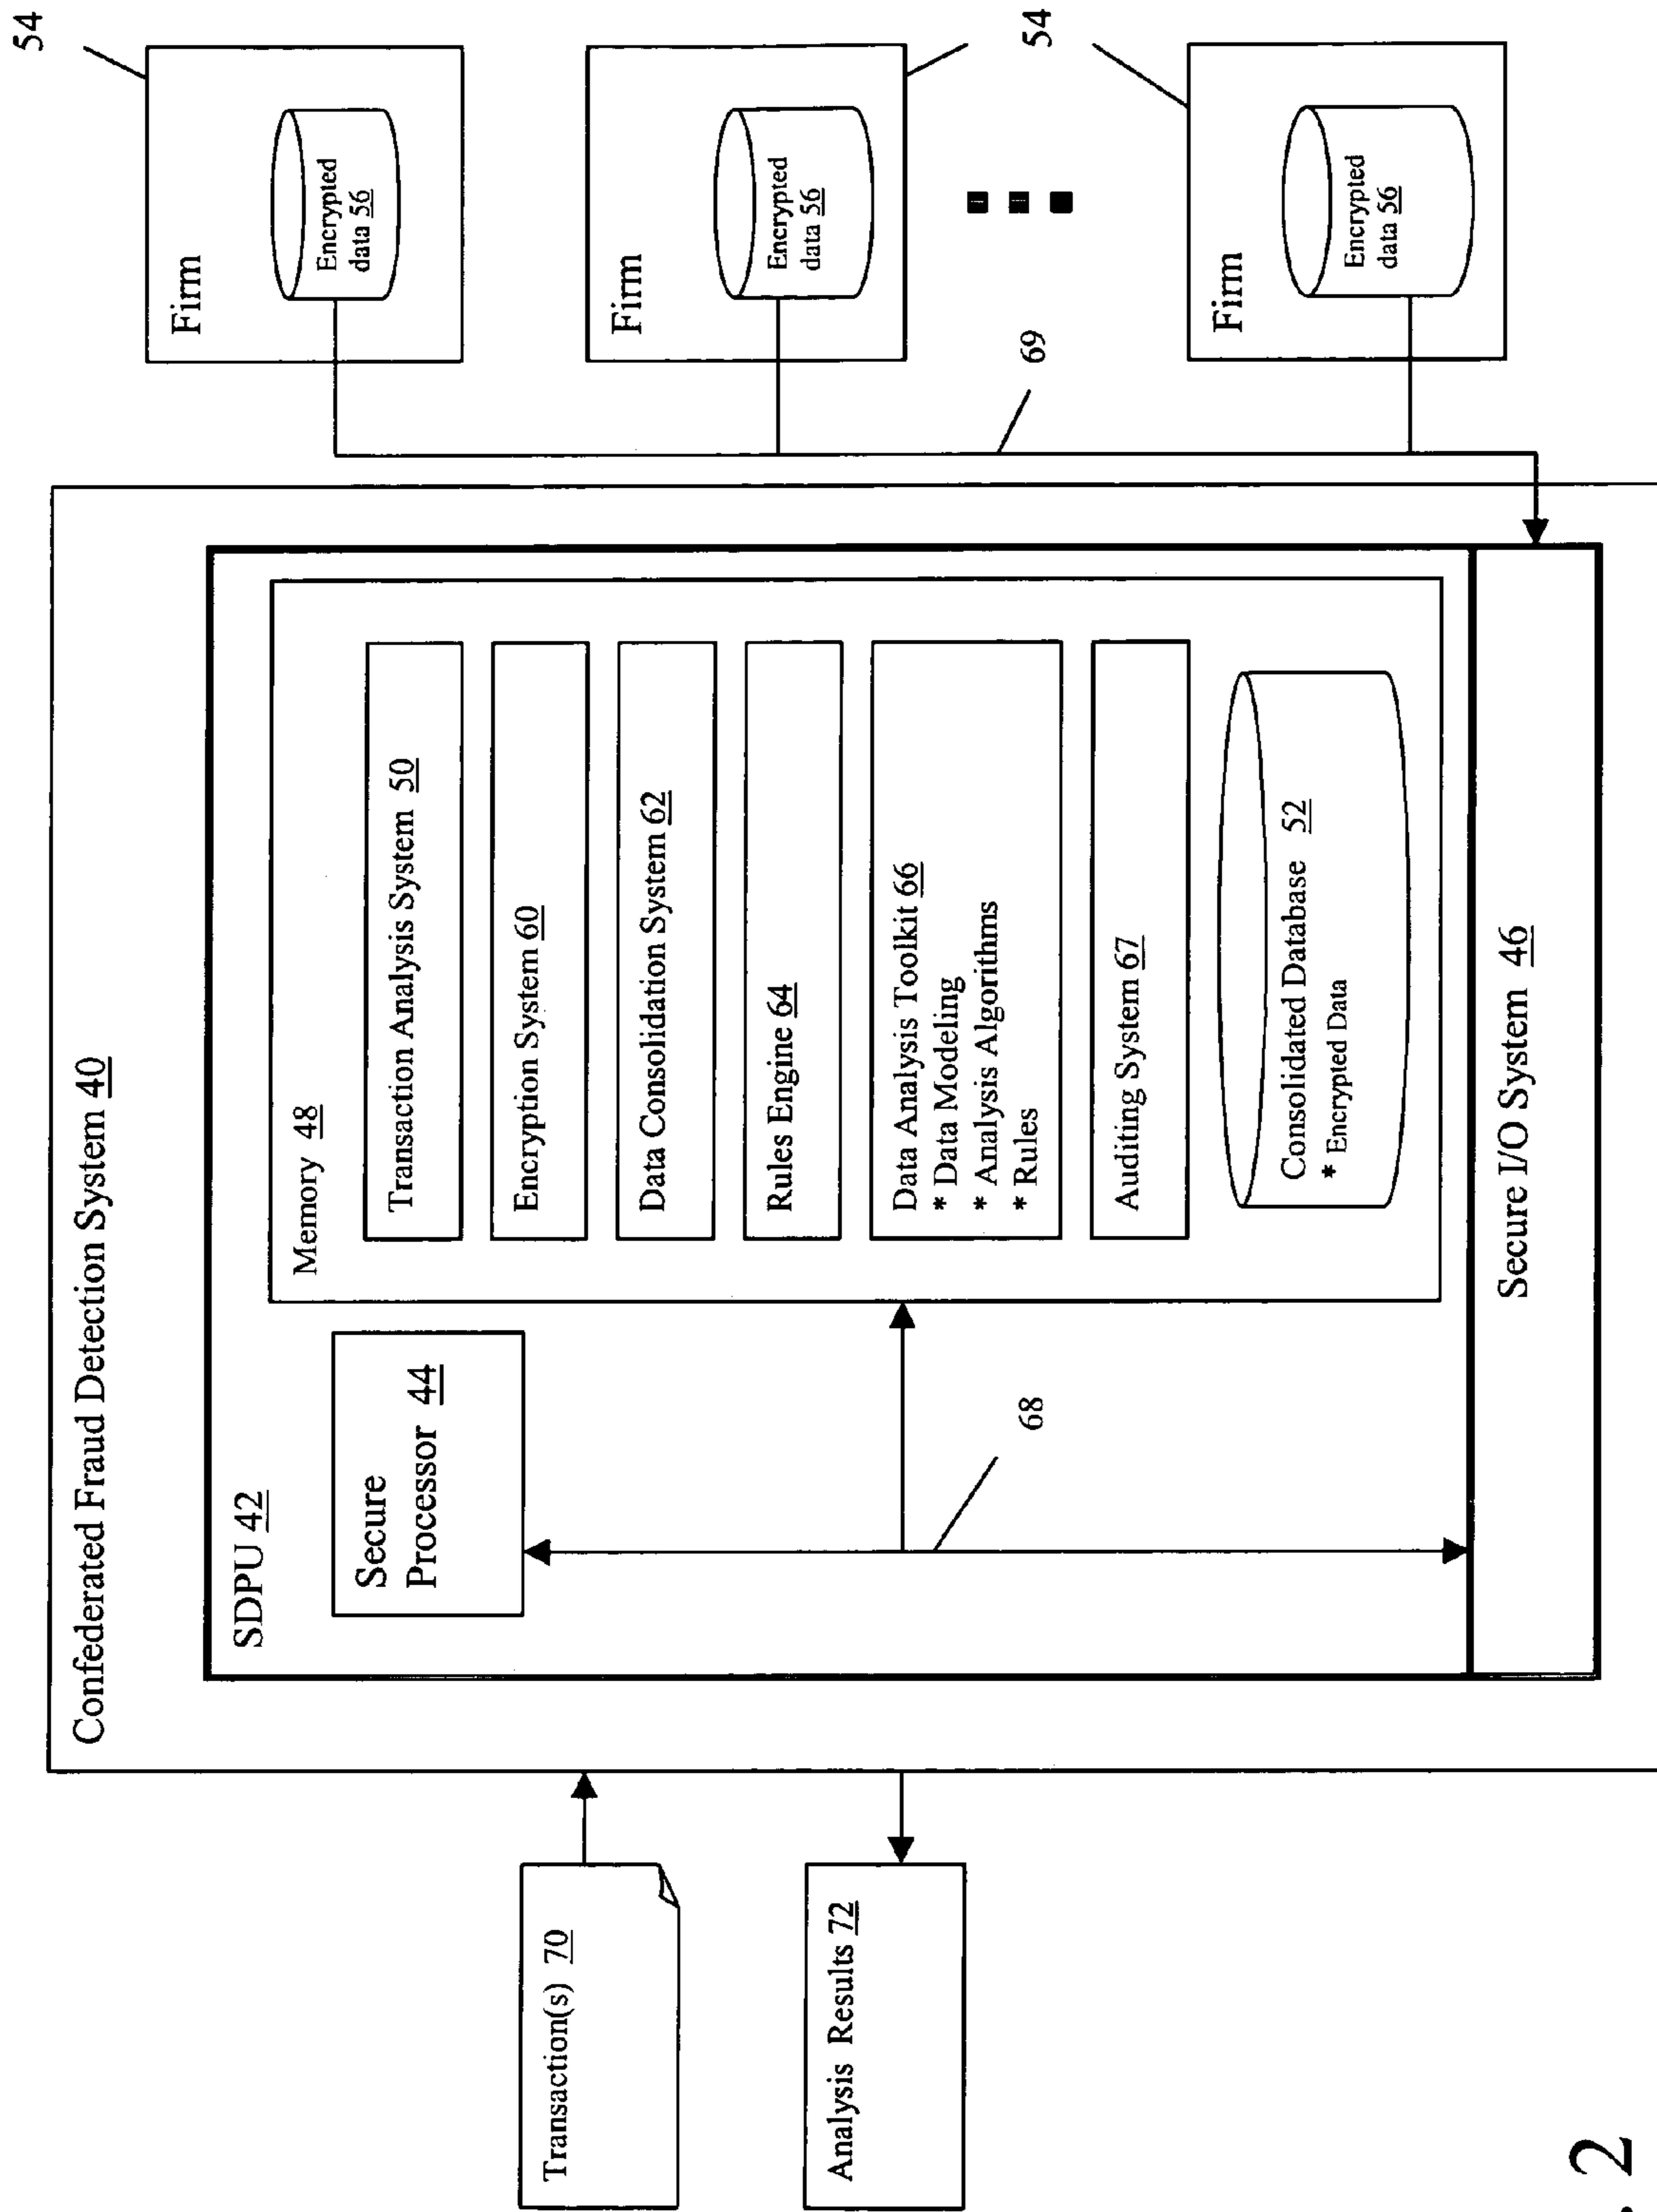 Confederated Fraud Detection System 40
SDPU 42
Secure
Processor 44
68
Memory 48
Transaction Analysis System 50
Encryption System 60
Data Consolidation System 62
Rules Engine 64
Data Analysis Toolkit 66
* Data Modeling
* Analysis Algorithms
* Rules
Auditing System 67
Consolidated Database 52
* Encrypted Data
Secure I/O System 46
Transaction(s) 70
Analysis Results 72
54
Firm
Encrypted
data 56
Firm
Encrypted
data 56
54
69
Firm
Encrypted
data 56
. 2